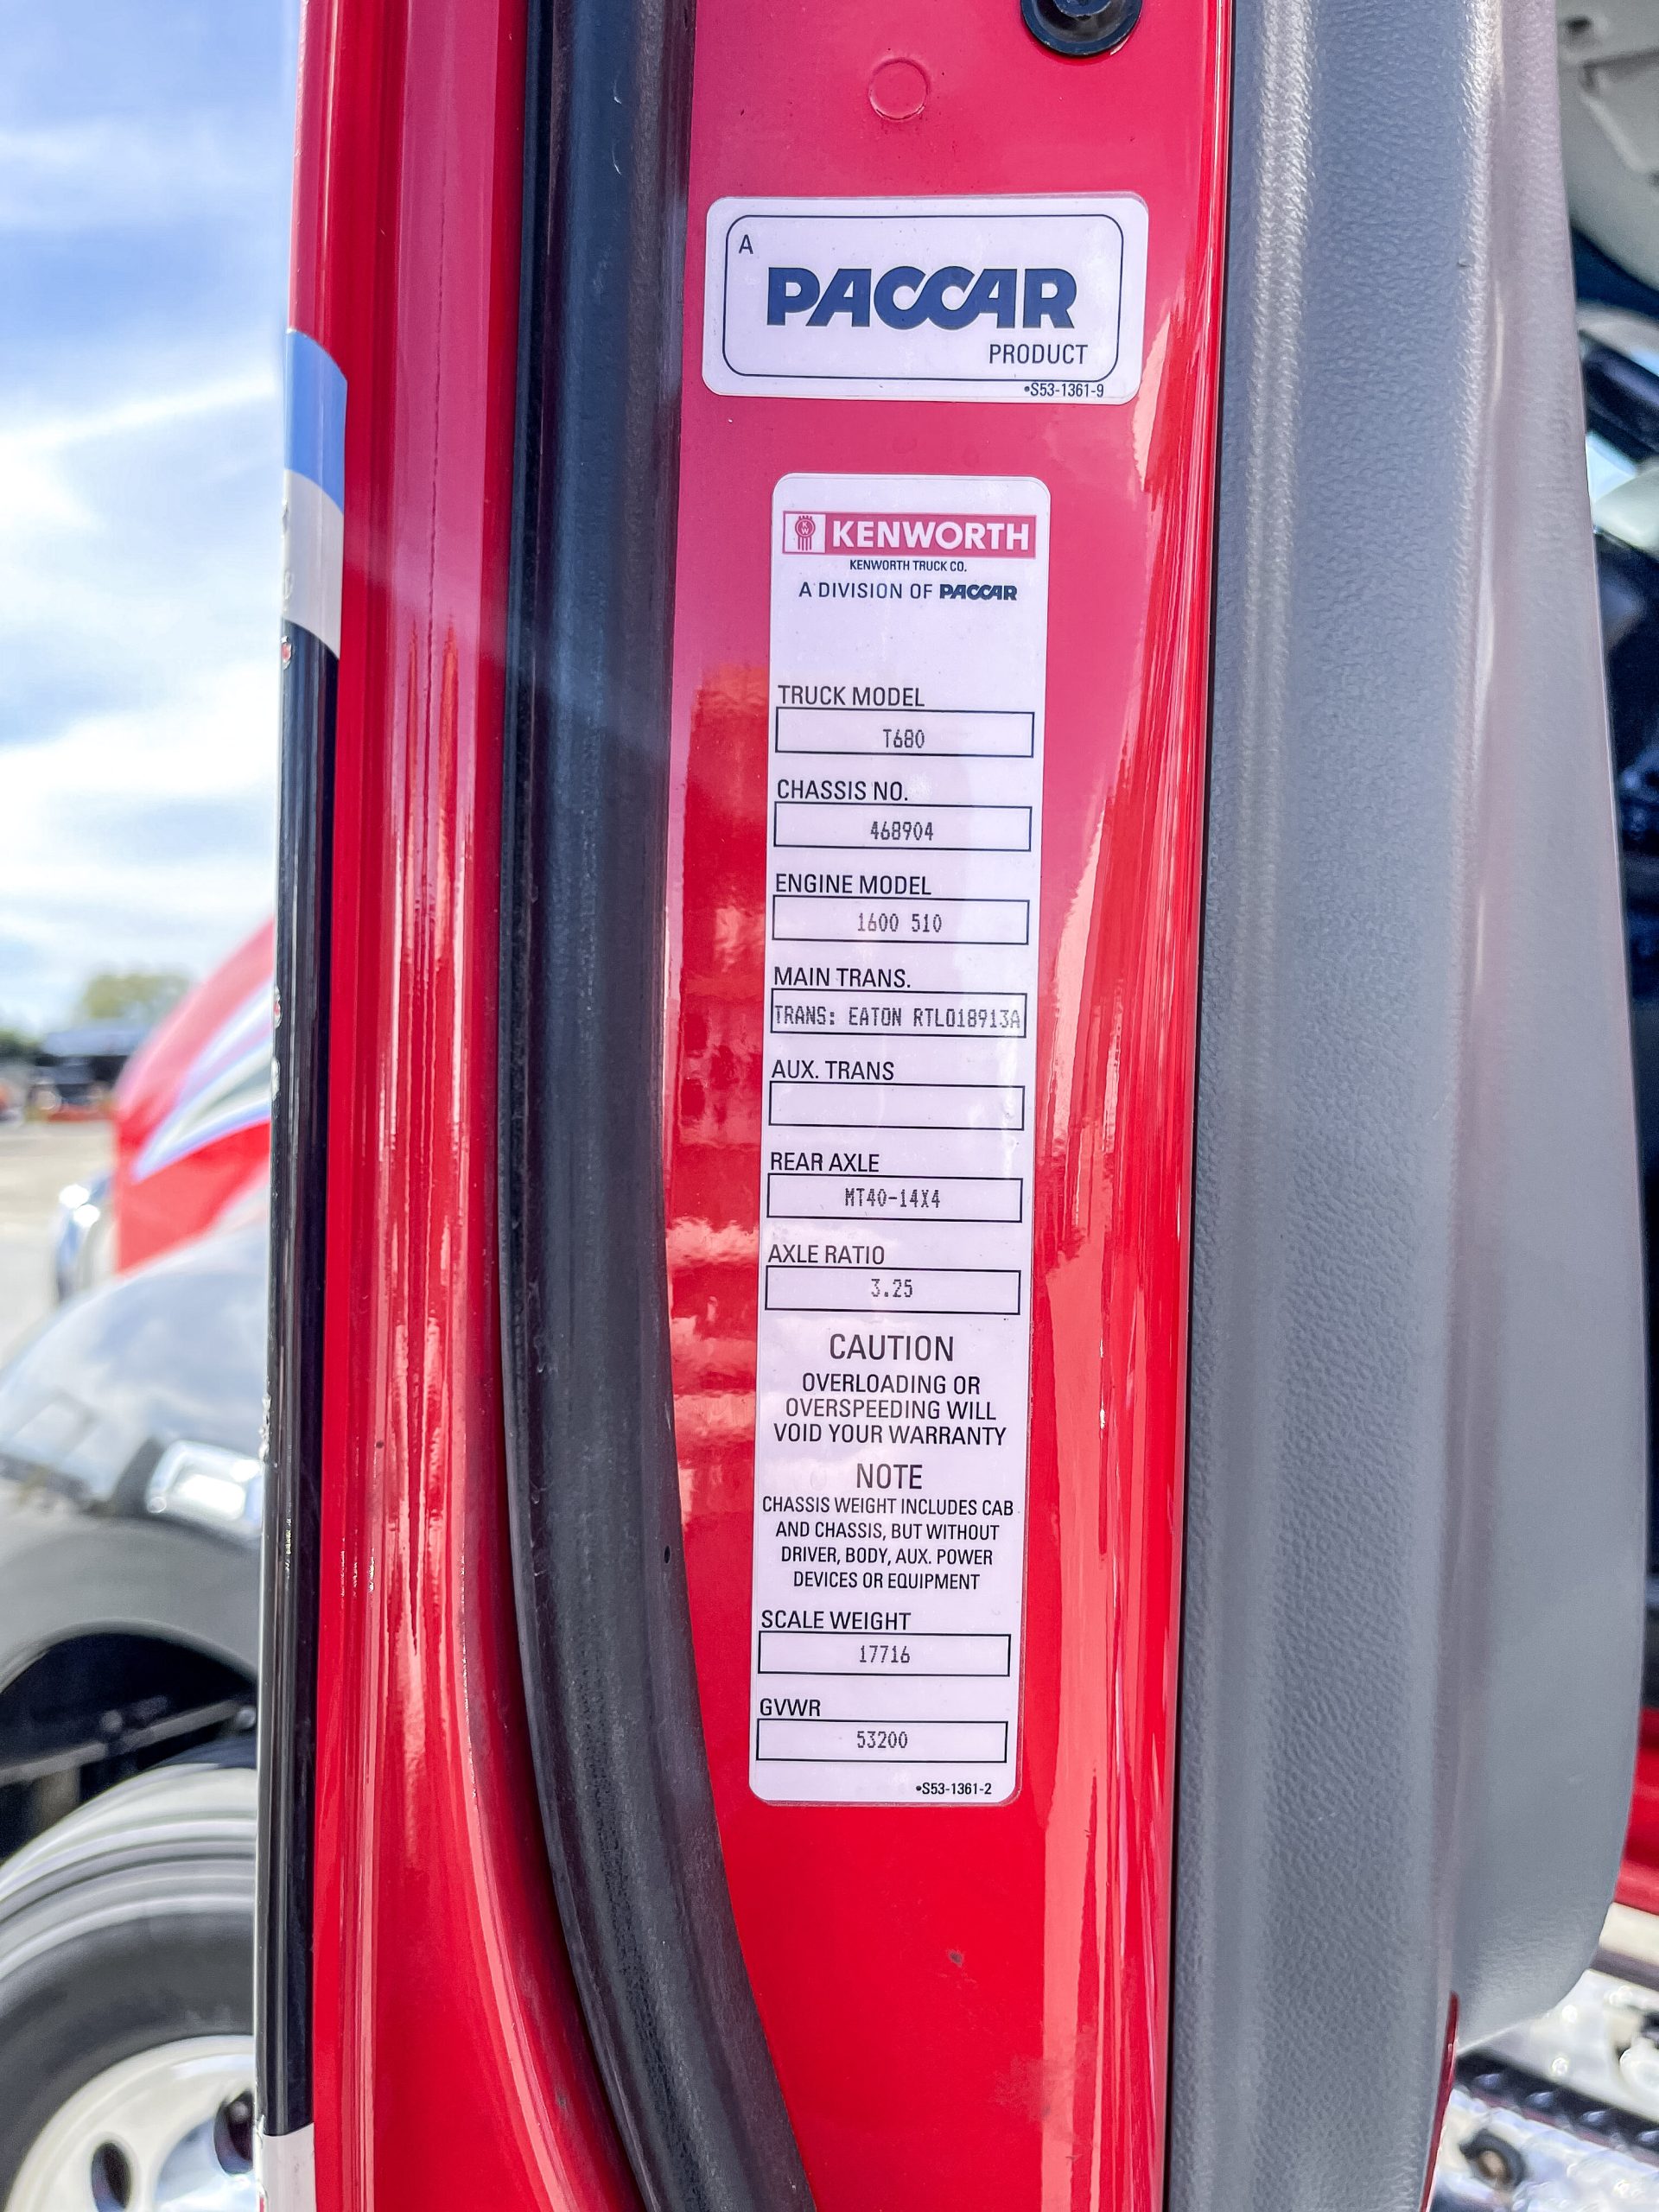 A
PACCAR
PRODUCT
•S53-1361-9
KW KENWORTH
KENWORTH TRUCK CO.
A DIVISION OF PACCAR
TRUCK MODEL
T680
CHASSIS NO.
468904
ENGINE MODEL
1600 510
MAIN TRANS.
TRANS: EATON RTLO18913A
AUX. TRANS
REAR AXLE
MT40-14X4
AXLE RATIO
3.25
CAUTION
OVERLOADING OR
OVERSPEEDING WILL
VOID YOUR WARRANTY
NOTE
CHASSIS WEIGHT INCLUDES CAB
AND CHASSIS, BUT WITHOUT
DRIVER, BODY, AUX. POWER
DEVICES OR EQUIPMENT
SCALE WEIGHT
17716
GVWR
53200
•S53-1361-2